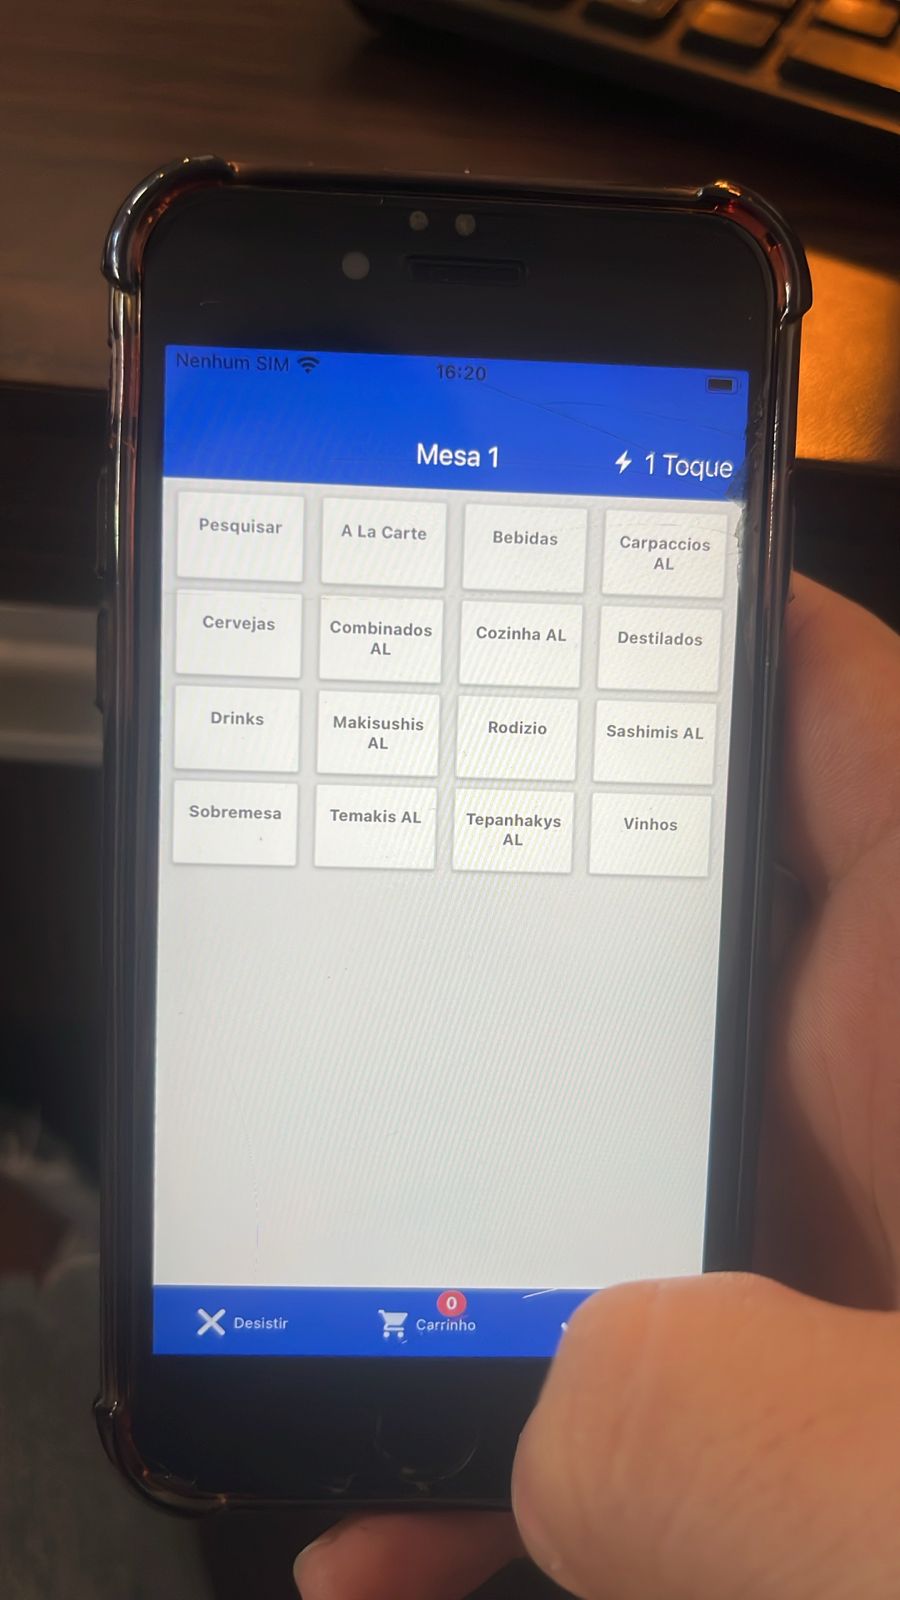 Nenhum SIM
16:20
Mesa 1
1 Toque
Pesquisar
A La Carte
Bebidas
Carpaccios
AL
Cervejas
Combinados
AL
Cozinha AL
Destilados
Drinks
Makisushis
AL
Rodizio
Sashimis AL
Sobremesa
Temakis AL
Tepanhakys
AL
Vinhos
Desistir
0
Carrinho